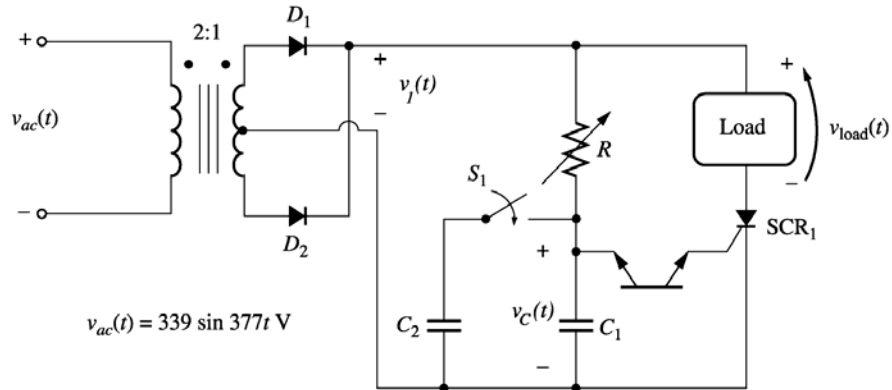 D₁
2:1
+
+
+
v₁(t)
v_ac(t)
–
Load
v_load(t)
R
S₁
–
–
SCR₁
D₂
+
v_ac(t) = 339 sin 377t V
C₂
v_C(t)
C₁
–